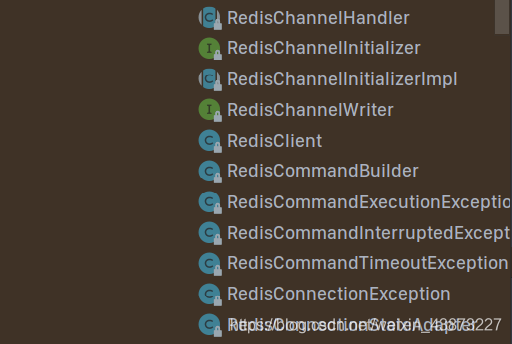 RedisChannelHandler
RedisChannelInitializer
RedisChannelInitializerImpl
RedisChannelWriter
RedisClient
RedisCommandBuilder
RedisCommandExecutionExceptio
RedisCommandInterruptedExcept
RedisCommandTimeoutException
RedisConnectionException